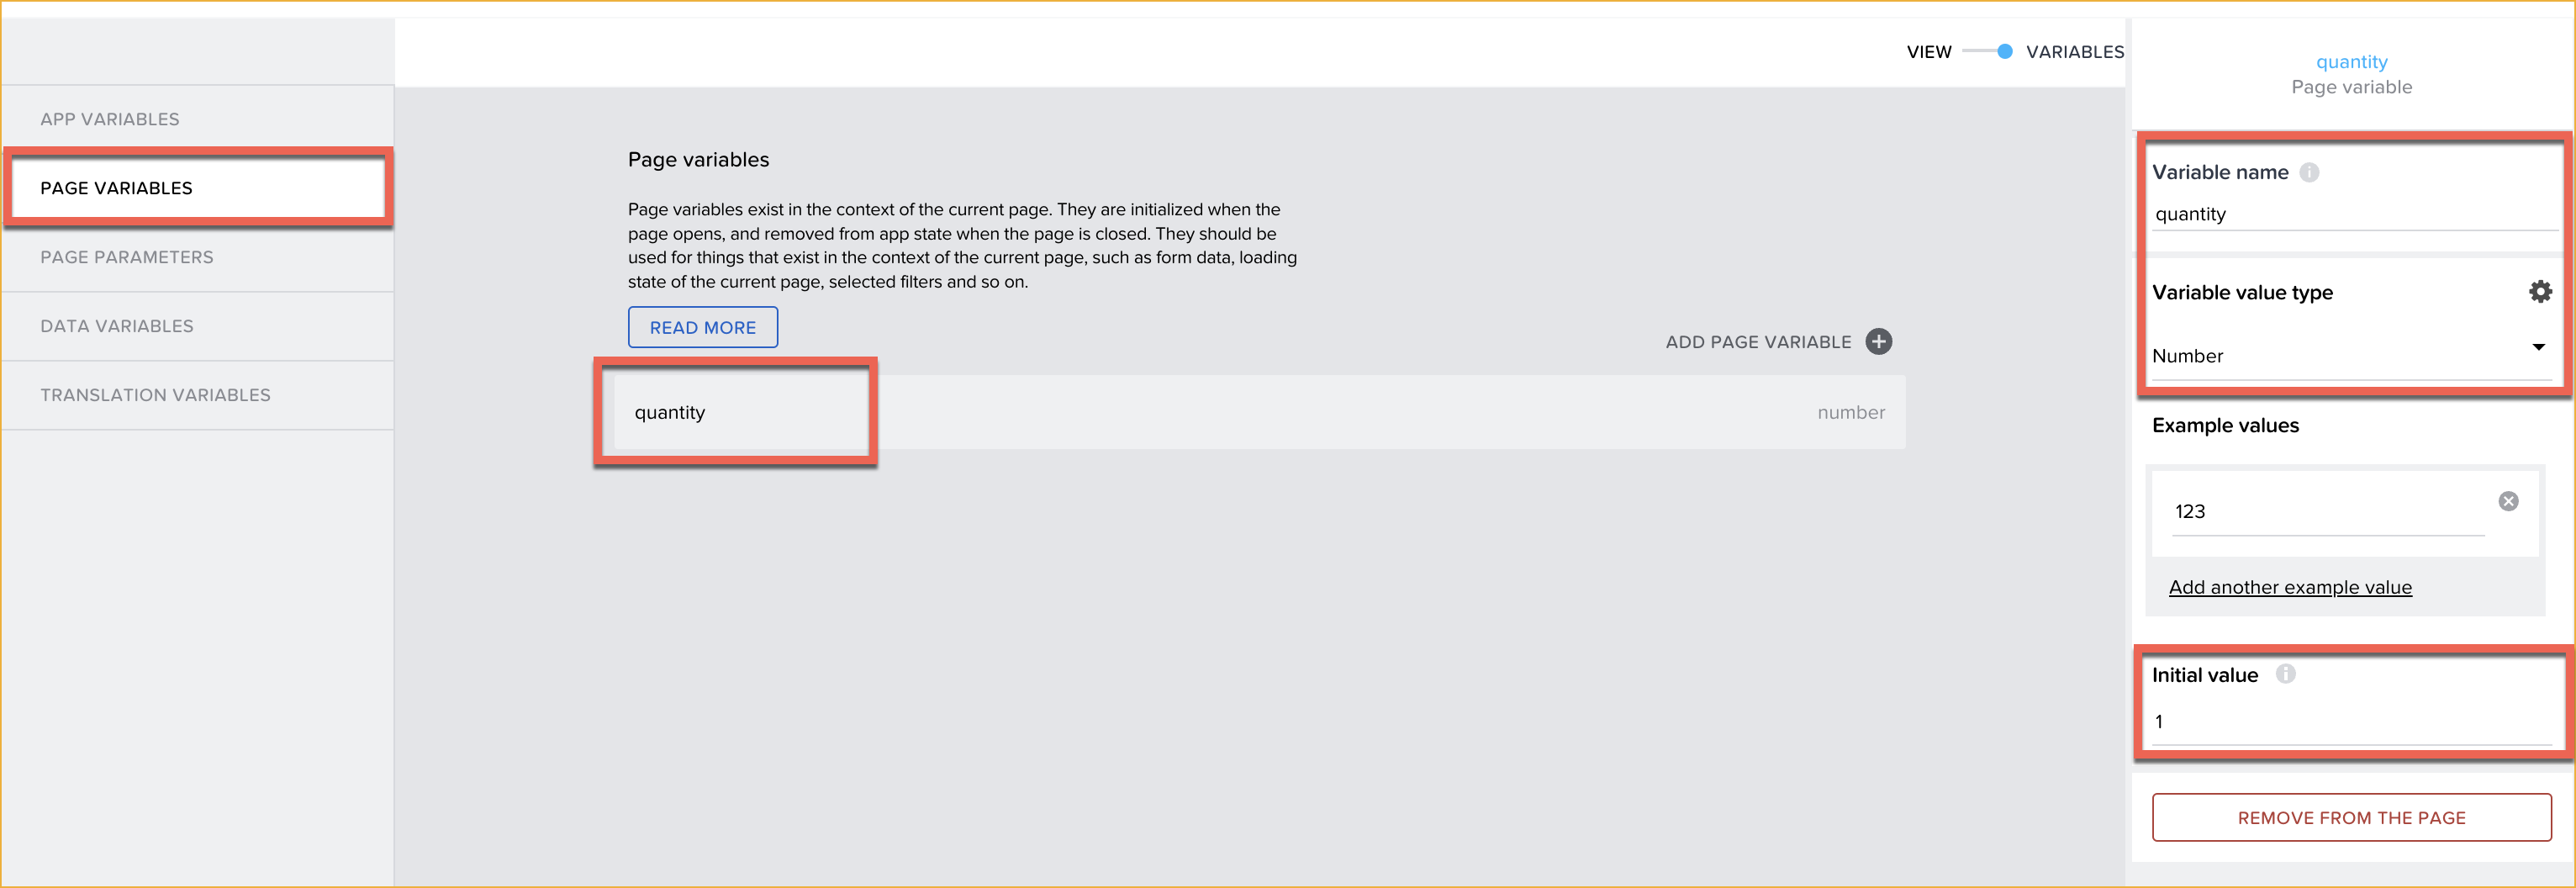 VIEW VARIABLES
APP VARIABLES
PAGE VARIABLES
PAGE PARAMETERS
DATA VARIABLES
TRANSLATION VARIABLES
Page variables
Page variables exist in the context of the current page. They are initialized when the
page opens, and removed from app state when the page is closed. They should be
used for things that exist in the context of the current page, such as form data, loading
state of the current page, selected filters and so on.
READ MORE
ADD PAGE VARIABLE
quantity number
quantity
Page variable
Variable name
quantity
Variable value type
Number
Example values
123
Add another example value
Initial value
1
REMOVE FROM THE PAGE